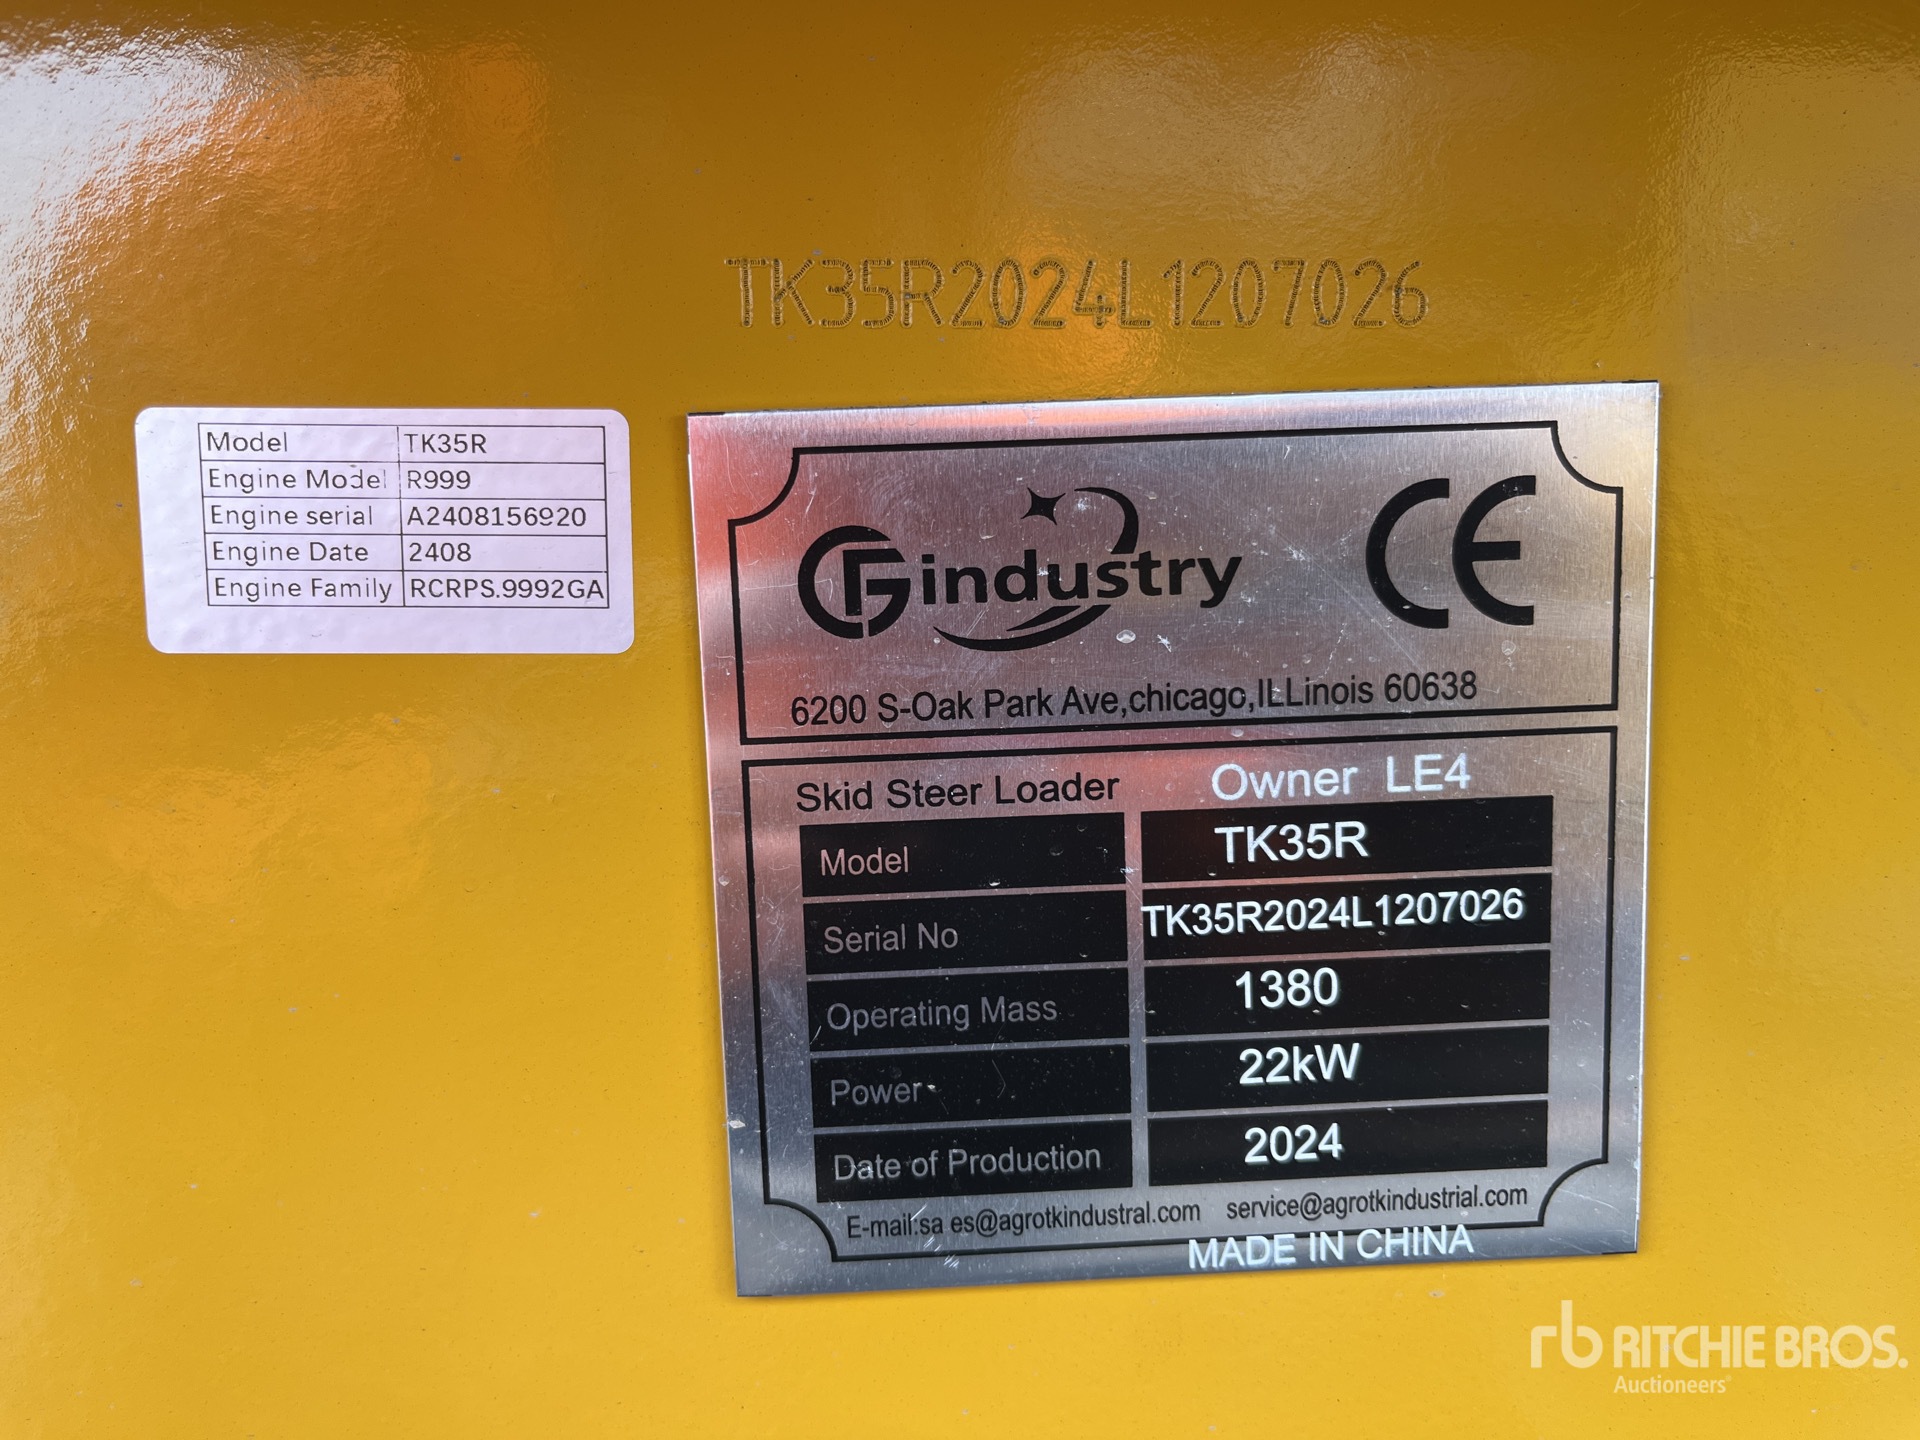 TK35R2024L1207026
Model TK35R
Engine Model R999
Engine serial A2408156920
Engine Date 2408
Engine Family RCRPS.9992GA
GFindustry CE
6200 S-Oak Park Ave,chicago,ILLinois 60638
Skid Steer Loader Owner LE4
Model TK35R
Serial No TK35R2024L1207026
Operating Mass 1380
Power 22kW
Date of Production 2024
E-mail:sa es@agrotkindustral.com service@agrotkindustrial.com
MADE IN CHINA
rb RITCHIE BROS.
Auctioneers